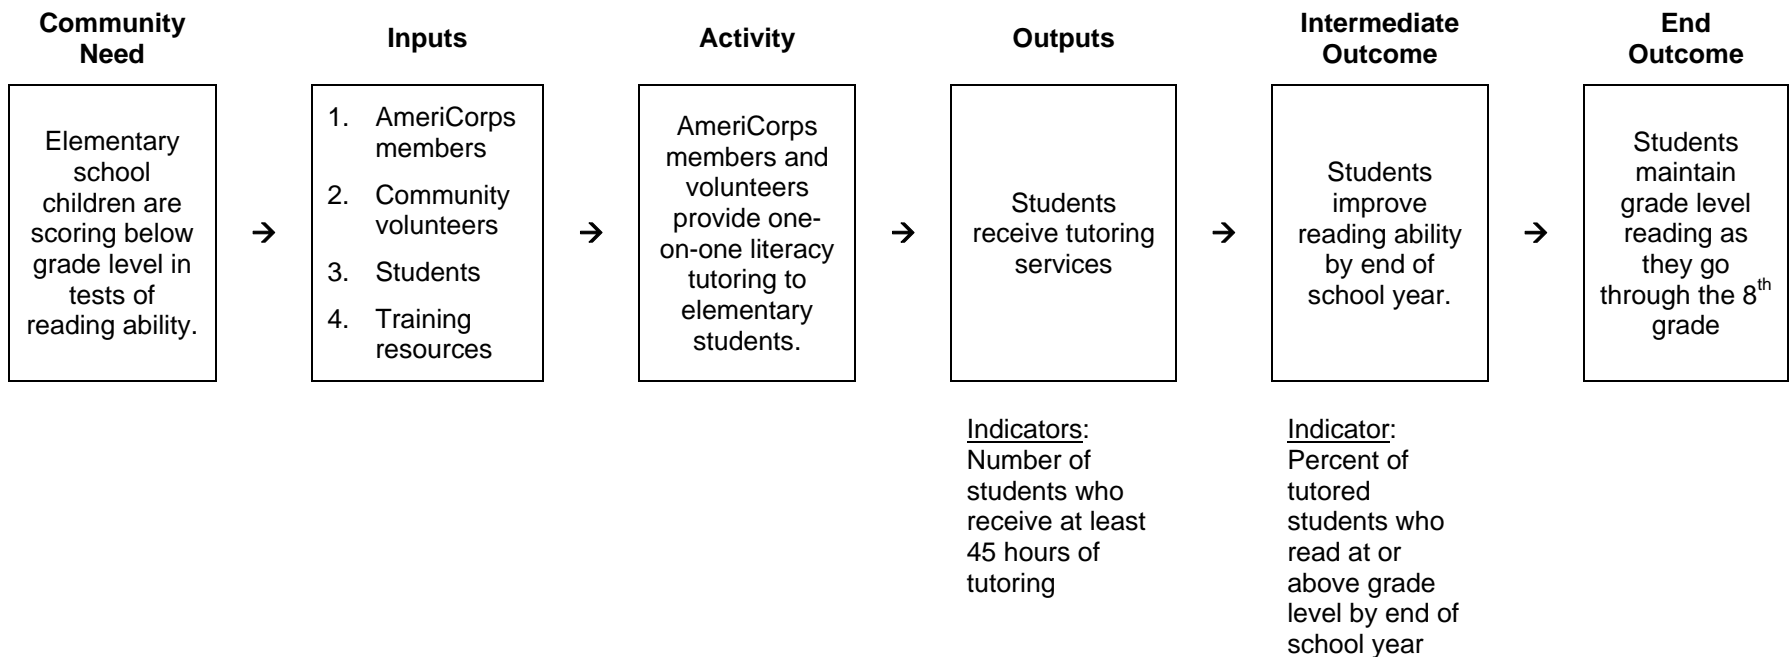 Community
Need
Inputs
Activity
Outputs
Intermediate
Outcome
End
Outcome
Elementary
school
children are
scoring below
grade level in
tests of
reading ability.
→
1. AmeriCorps
members
2. Community
volunteers
3. Students
4. Training
resources
→
AmeriCorps
members and
volunteers
provide one-
on-one literacy
tutoring to
elementary
students.
→
Students
receive tutoring
services
→
Students
improve
reading ability
by end of
school year.
→
Students
maintain
grade level
reading as
they go
through the 8th
grade
Indicators:
Number of
students who
receive at least
45 hours of
tutoring
Indicator:
Percent of
tutored
students who
read at or
above grade
level by end of
school year